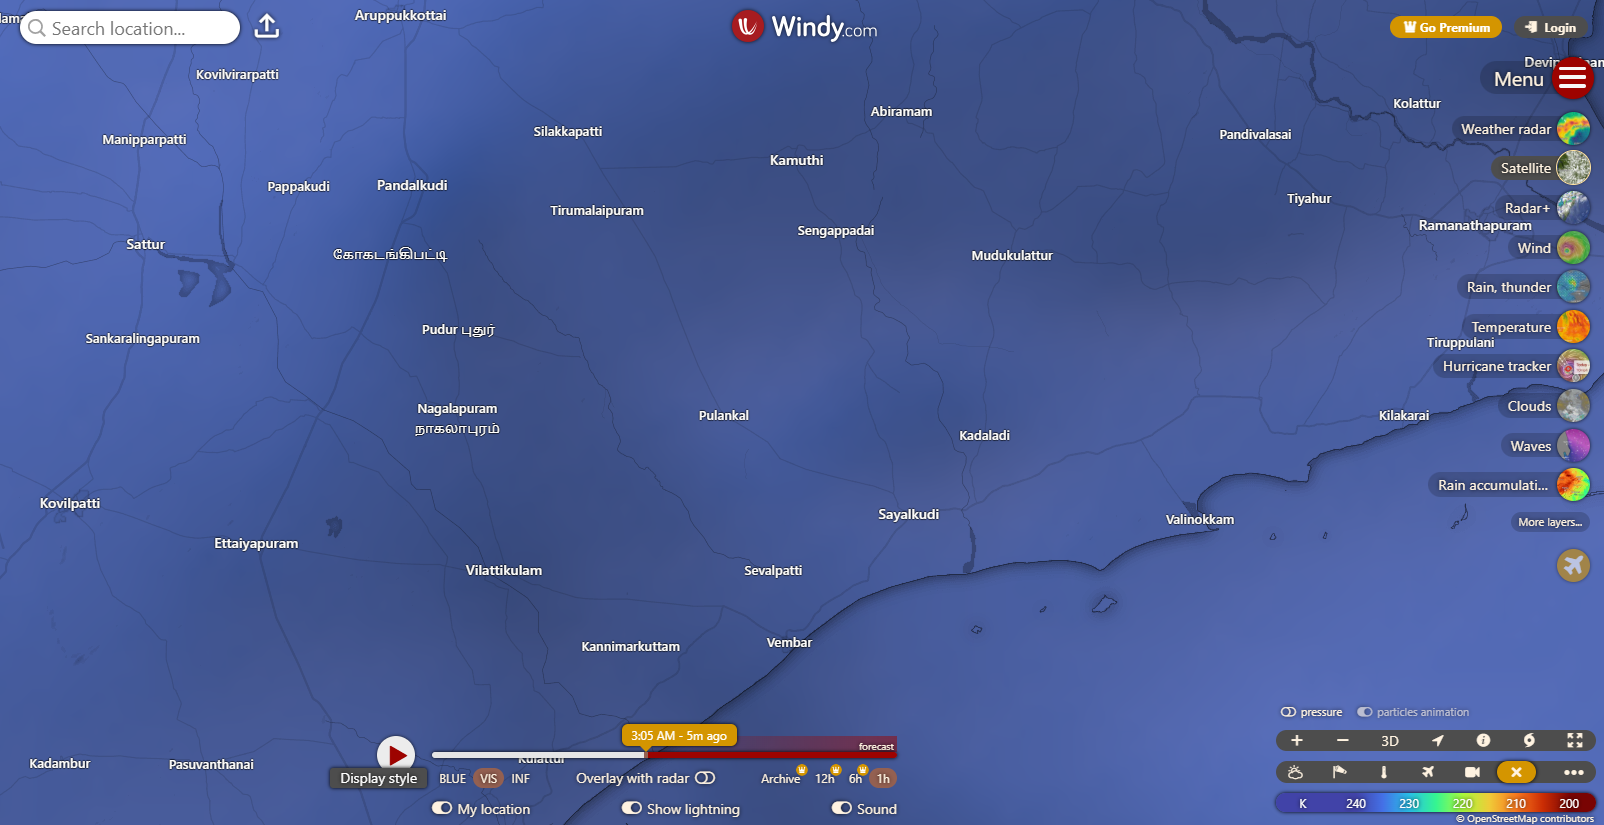 Aruppukkottai
Search location...
Windy.com
Go Premium
Login
Menu
Kovilvirarpatti
Abiramam
Kolattur
Silakkapatti
Pandivalasai
Weather radar
Manipparpatti
Kamuthi
Satellite
Pappakudi
Pandalkudi
Tiyahur
Radar+
Tirumalaipuram
Sengappadai
Ramanathapuram
Sattur
கோகடங்கிபட்டி
Mudukulattur
Wind
Rain, thunder
Pudur புதுர்
Temperature
Sankaralingapuram
Tiruppulani
Hurricane tracker
Nagalapuram
நாகலாபுரம்
Pulankal
Kilakarai
Clouds
Kadaladi
Waves
Rain accumulati...
Kovilpatti
Sayalkudi
Valinokkam
More layers...
Ettaiyapuram
Vilattikulam
Sevalpatti
Kannimarkuttam
Vembar
pressure
particles animation
3:05 AM - 5m ago
forecast
3D
Kadambur
Pasuvanthanai
Kulattur
Display style
BLUE VIS INF
Overlay with radar
Archive 12h 6h 1h
My location
Show lightning
Sound
K 240 230 220 210 200
© OpenStreetMap contributors